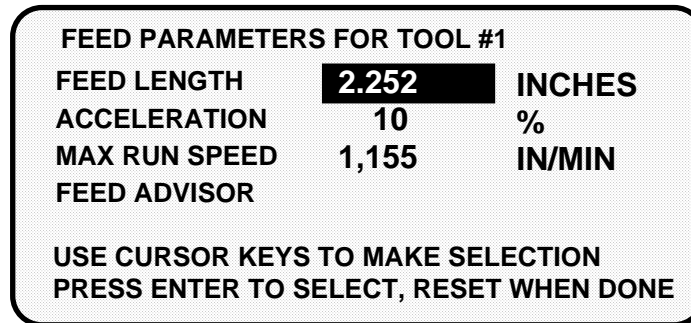 FEED PARAMETERS FOR TOOL #1
FEED LENGTH 2.252 INCHES
ACCELERATION 10 %
MAX RUN SPEED 1,155 IN/MIN
FEED ADVISOR
USE CURSOR KEYS TO MAKE SELECTION
PRESS ENTER TO SELECT, RESET WHEN DONE